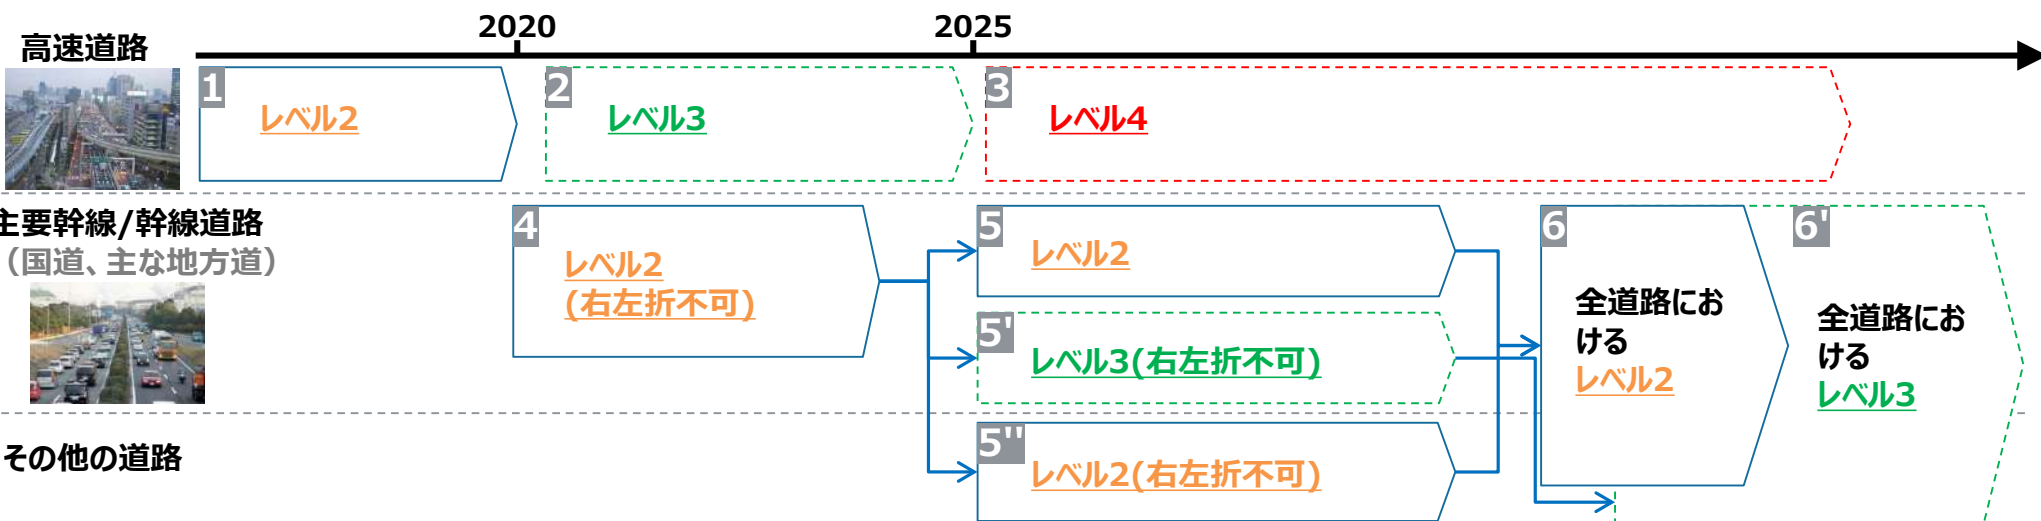 2020
2025
高速道路
1
レベル2
2
レベル3
3
レベル4
主要幹線/幹線道路
（国道、主な地方道）
4
レベル2
(右左折不可)
5
レベル2
5'
レベル3(右左折不可)
6
全道路にお
ける
レベル2
6'
全道路にお
ける
レベル3
その他の道路
5''
レベル2(右左折不可)